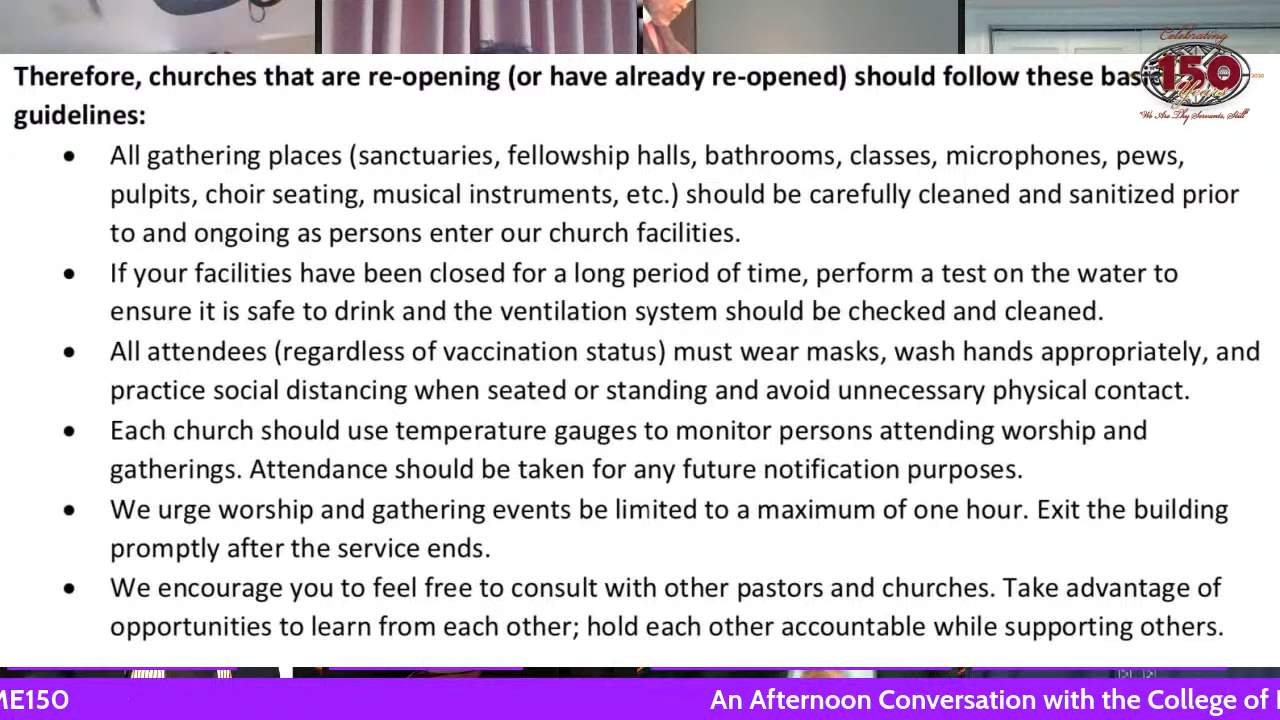 Celebrating
Therefore, churches that are re-opening (or have already re-opened) should follow these bas
150
Years
guidelines:
"We Are Thy Servants, Still"
All gathering places (sanctuaries, fellowship halls, bathrooms, classes, microphones, pews,
pulpits, choir seating, musical instruments, etc.) should be carefully cleaned and sanitized prior
to and ongoing as persons enter our church facilities.
If your facilities have been closed for a long period of time, perform a test on the water to
ensure it is safe to drink and the ventilation system should be checked and cleaned.
All attendees (regardless of vaccination status) must wear masks, wash hands appropriately, and
practice social distancing when seated or standing and avoid unnecessary physical contact.
Each church should use temperature gauges to monitor persons attending worship and
gatherings. Attendance should be taken for any future notification purposes.
We urge worship and gathering events be limited to a maximum of one hour. Exit the building
promptly after the service ends.
We encourage you to feel free to consult with other pastors and churches. Take advantage of
opportunities to learn from each other; hold each other accountable while supporting others.
ME150 An Afternoon Conversation with the College of